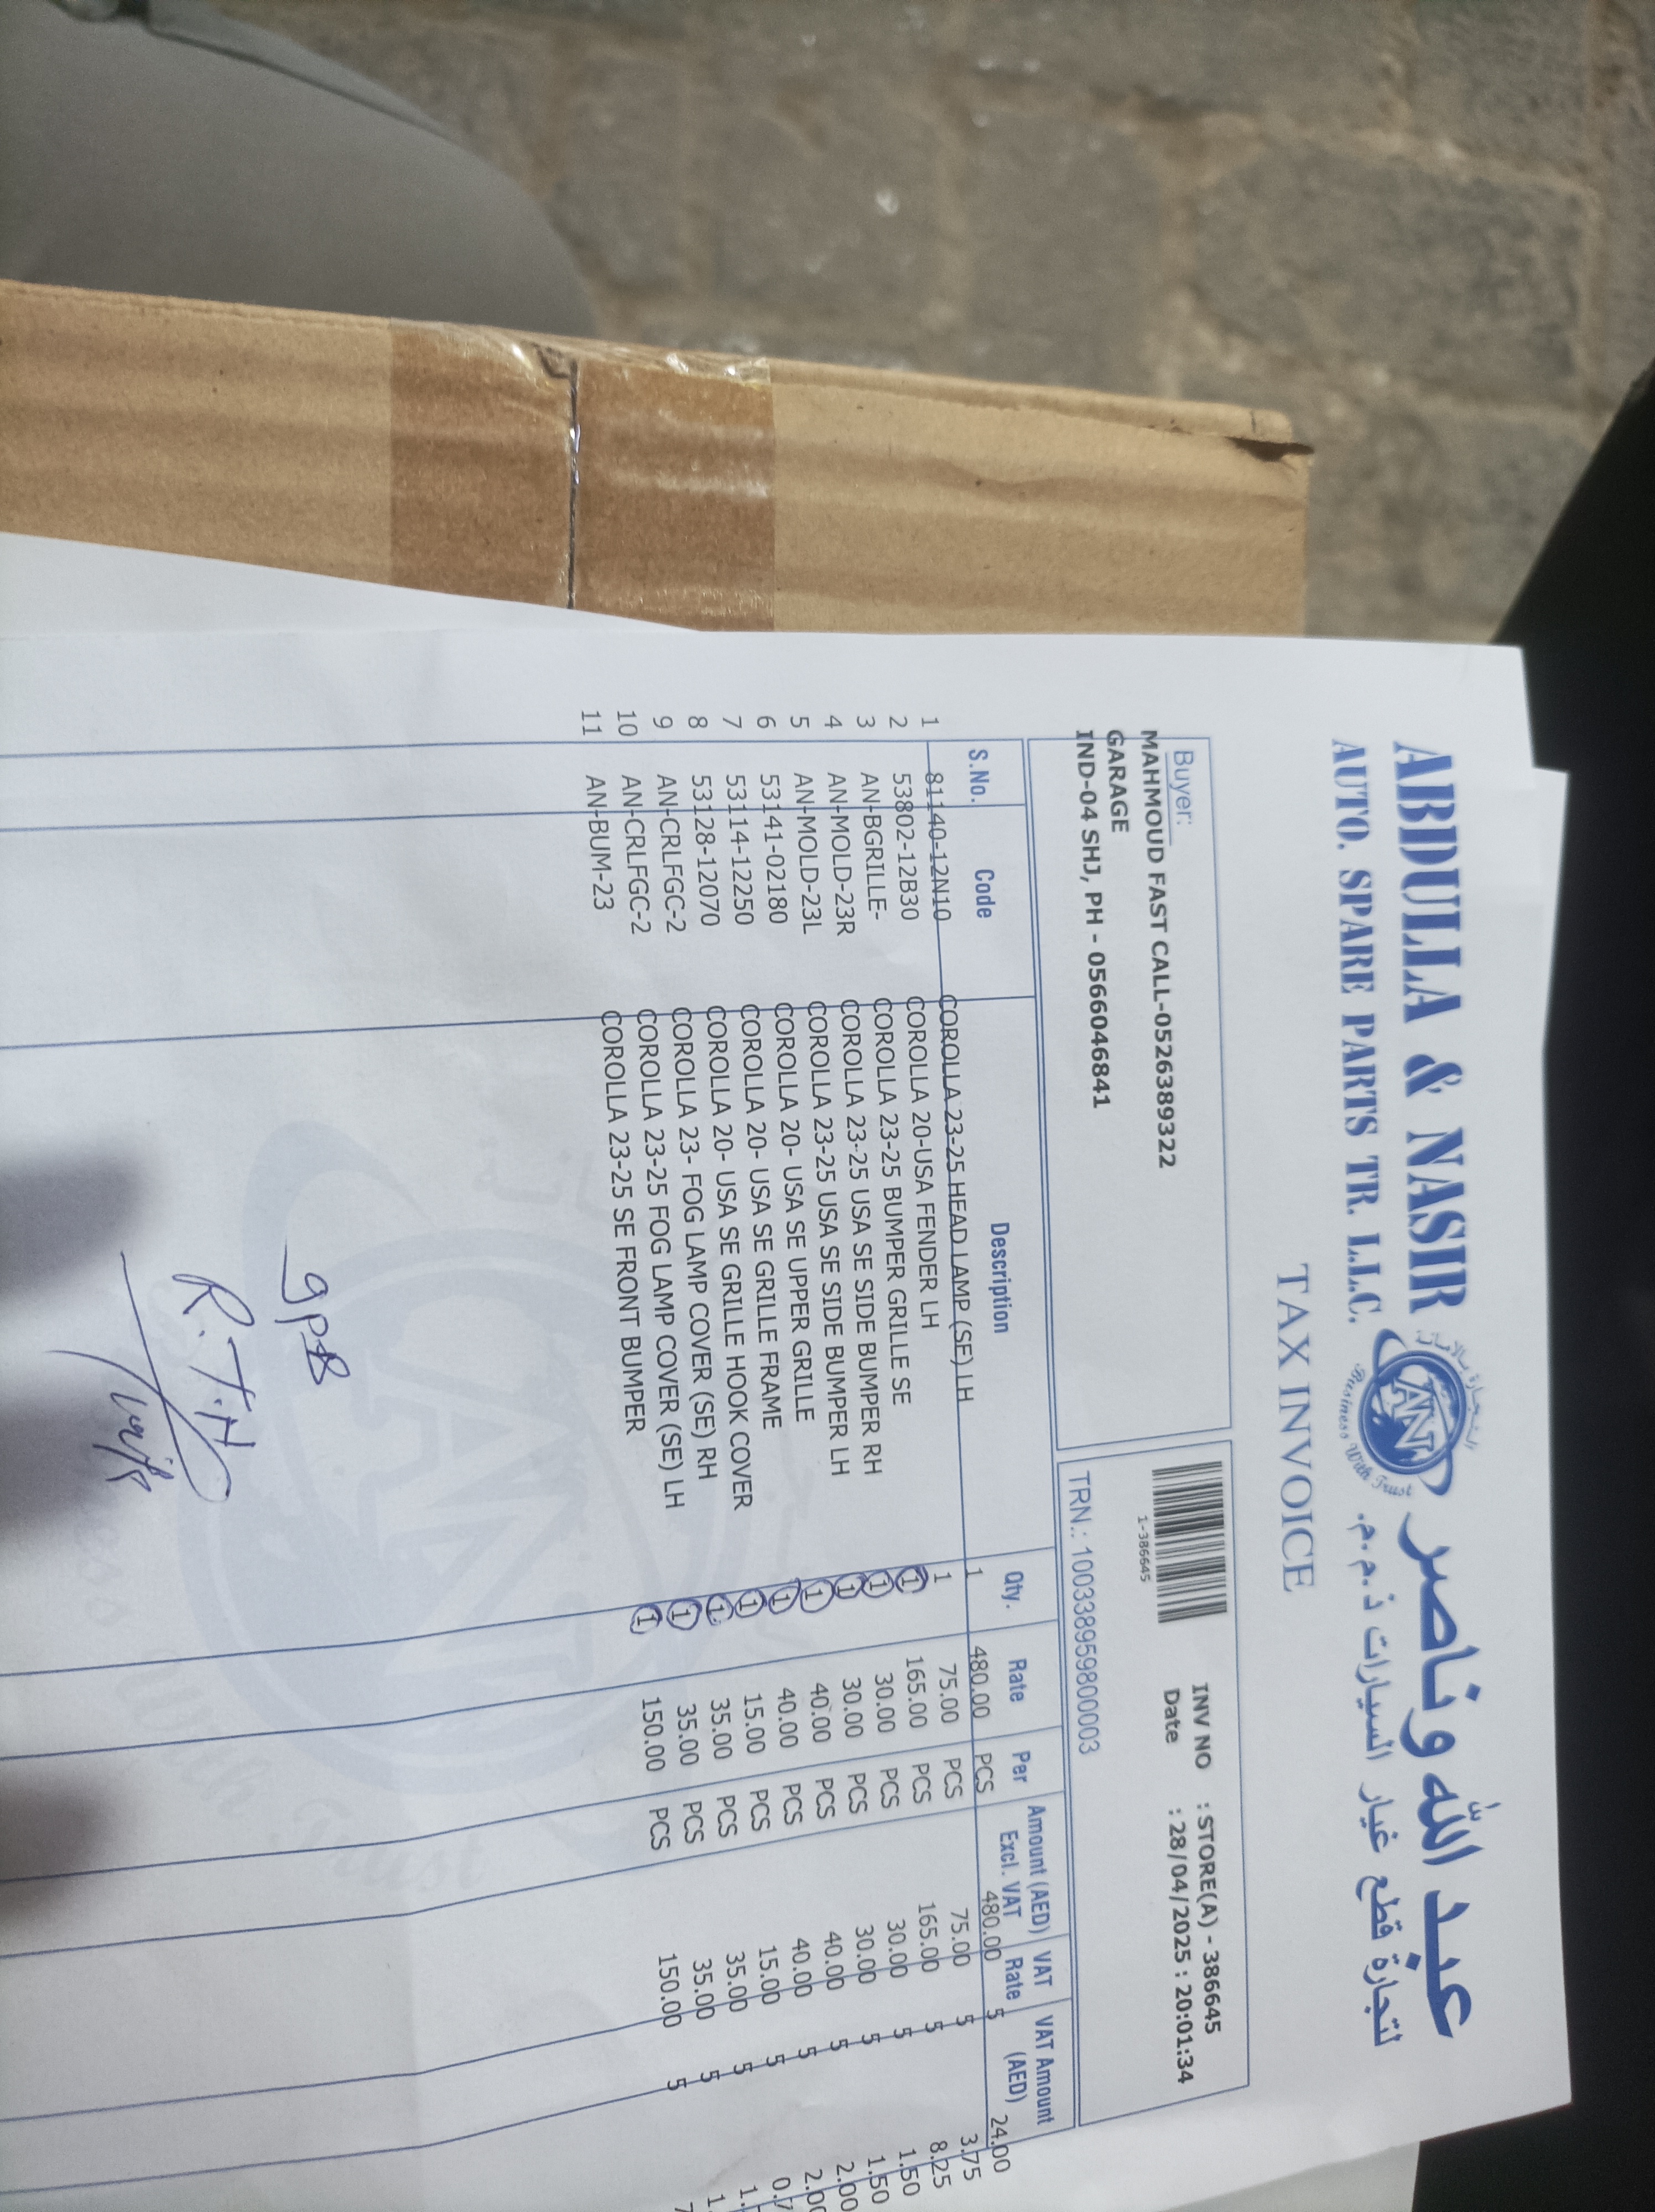 ABDULLA & NASIR
عبد الله وناصر
AUTO. SPARE PARTS TR. L.L.C.
لتجارة قطع غيار السيارات ذ.م.م.
AN
Business With Trust
TAX INVOICE
Buyer:
MAHMOUD FAST CALL-0526389322
GARAGE
IND-04 SHJ, PH - 0566046841
1-386645
INV NO : STORE(A) - 386645
Date : 28/04/2025 : 20:01:34
TRN.: 100338959800003
S.No. Code Description Qty. Rate Per Amount (AED) Excl. VAT VAT Rate VAT Amount (AED)
1 81140-12N10 COROLLA 23-25 HEAD LAMP (SE) LH 1 480.00 PCS 480.00 5 24.00
2 53802-12B30 COROLLA 20-USA FENDER LH 1 75.00 PCS 75.00 5 3.75
3 AN-BGRILLE- COROLLA 23-25 BUMPER GRILLE SE 1 165.00 PCS 165.00 5 8.25
4 AN-MOLD-23R COROLLA 23-25 USA SE SIDE BUMPER RH 1 30.00 PCS 30.00 5 1.50
5 AN-MOLD-23L COROLLA 23-25 USA SE SIDE BUMPER LH 1 30.00 PCS 30.00 5 1.50
6 53141-02180 COROLLA 20- USA SE UPPER GRILLE 1 40.00 PCS 40.00 5 2.00
7 53114-12250 COROLLA 20- USA SE GRILLE FRAME 1 40.00 PCS 40.00 5 2.00
8 53128-12070 COROLLA 20- USA SE GRILLE HOOK COVER 1 15.00 PCS 15.00 5
9 AN-CRLFGC-2 COROLLA 23- FOG LAMP COVER (SE) RH 1 35.00 PCS 35.00 5
10 AN-CRLFGC-2 COROLLA 23-25 FOG LAMP COVER (SE) LH 1 35.00 PCS 35.00 5
11 AN-BUM-23 COROLLA 23-25 SE FRONT BUMPER 1 150.00 PCS 150.00 5
R.T.H